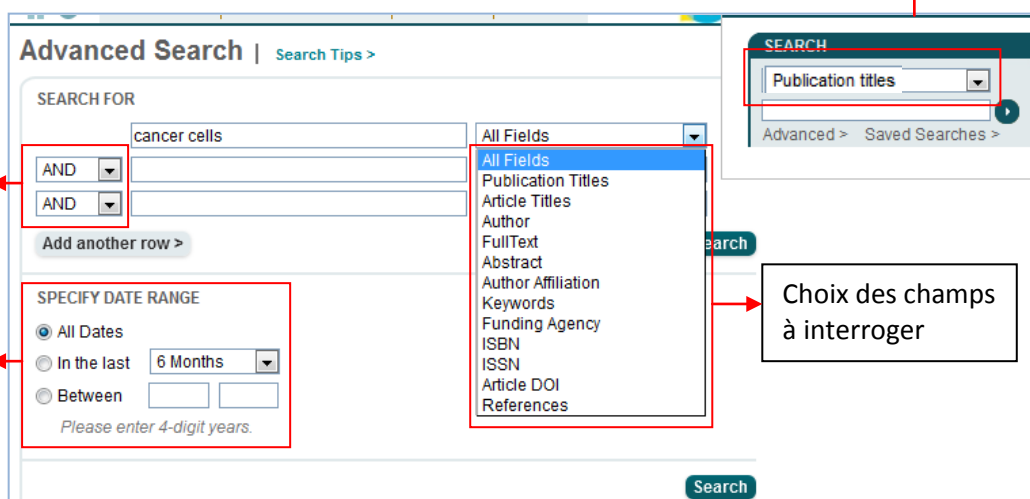 Advanced Search | Search Tips >
SEARCH FOR
cancer cells All Fields
AND
AND
All Fields
Publication Titles
Article Titles
Author
FullText
Abstract
Author Affiliation
Keywords
Funding Agency
ISBN
ISSN
Article DOI
References
Add another row >
SPECIFY DATE RANGE
All Dates
In the last 6 Months
Between
Please enter 4-digit years.
Search
SEARCH
Publication titles
Advanced > Saved Searches >
Choix des champs
à interroger